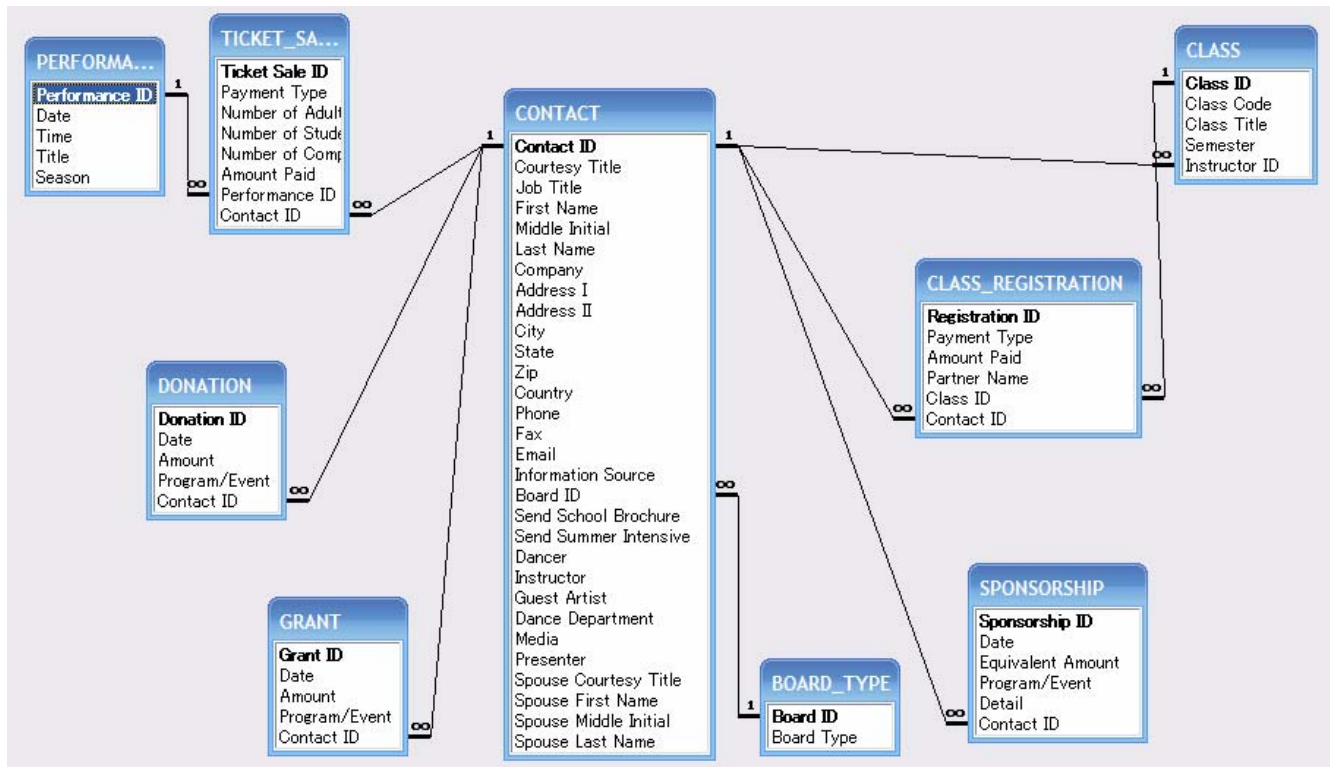 PERFORMA...
Performance ID
Date
Time
Title
Season
1
∞
TICKET_SA...
Ticket Sale ID
Payment Type
Number of Adult
Number of Stude
Number of Comp
Amount Paid
Performance ID
Contact ID
∞
CONTACT
1
1
Contact ID
Courtesy Title
Job Title
First Name
Middle Initial
Last Name
Company
Address I
Address II
City
State
Zip
Country
Phone
Fax
Email
Information Source
Board ID
∞
Send School Brochure
Send Summer Intensive
Dancer
Instructor
Guest Artist
Dance Department
Media
Presenter
Spouse Courtesy Title
Spouse First Name
Spouse Middle Initial
Spouse Last Name
CLASS
1
Class ID
Class Code
Class Title
Semester
∞
Instructor ID
CLASS_REGISTRATION
Registration ID
Payment Type
Amount Paid
Partner Name
Class ID
∞
∞
Contact ID
DONATION
Donation ID
Date
Amount
Program/Event
Contact ID
∞
GRANT
Grant ID
Date
Amount
Program/Event
Contact ID
∞
BOARD_TYPE
1
Board ID
Board Type
SPONSORSHIP
Sponsorship ID
Date
Equivalent Amount
Program/Event
Detail
∞
Contact ID